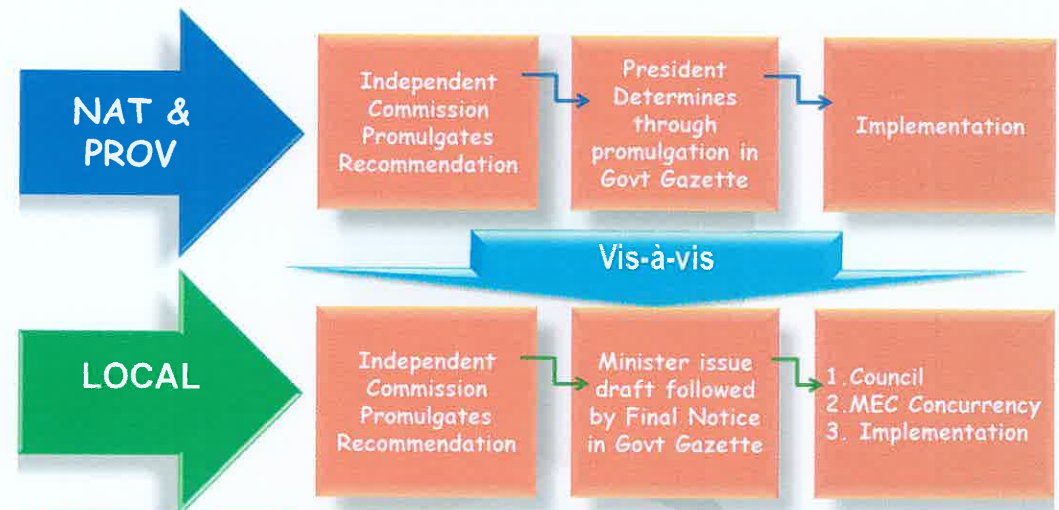 NAT &
PROV
Independent
Commission
Promulgates
Recommendation
President
Determines
through
promulgation in
Govt Gazette
Implementation
Vis-à-vis
LOCAL
Independent
Commission
Promulgates
Recommendation
Minister issue
draft followed
by Final Notice
in Govt Gazette
1. Council
2. MEC Concurrency
3. Implementation